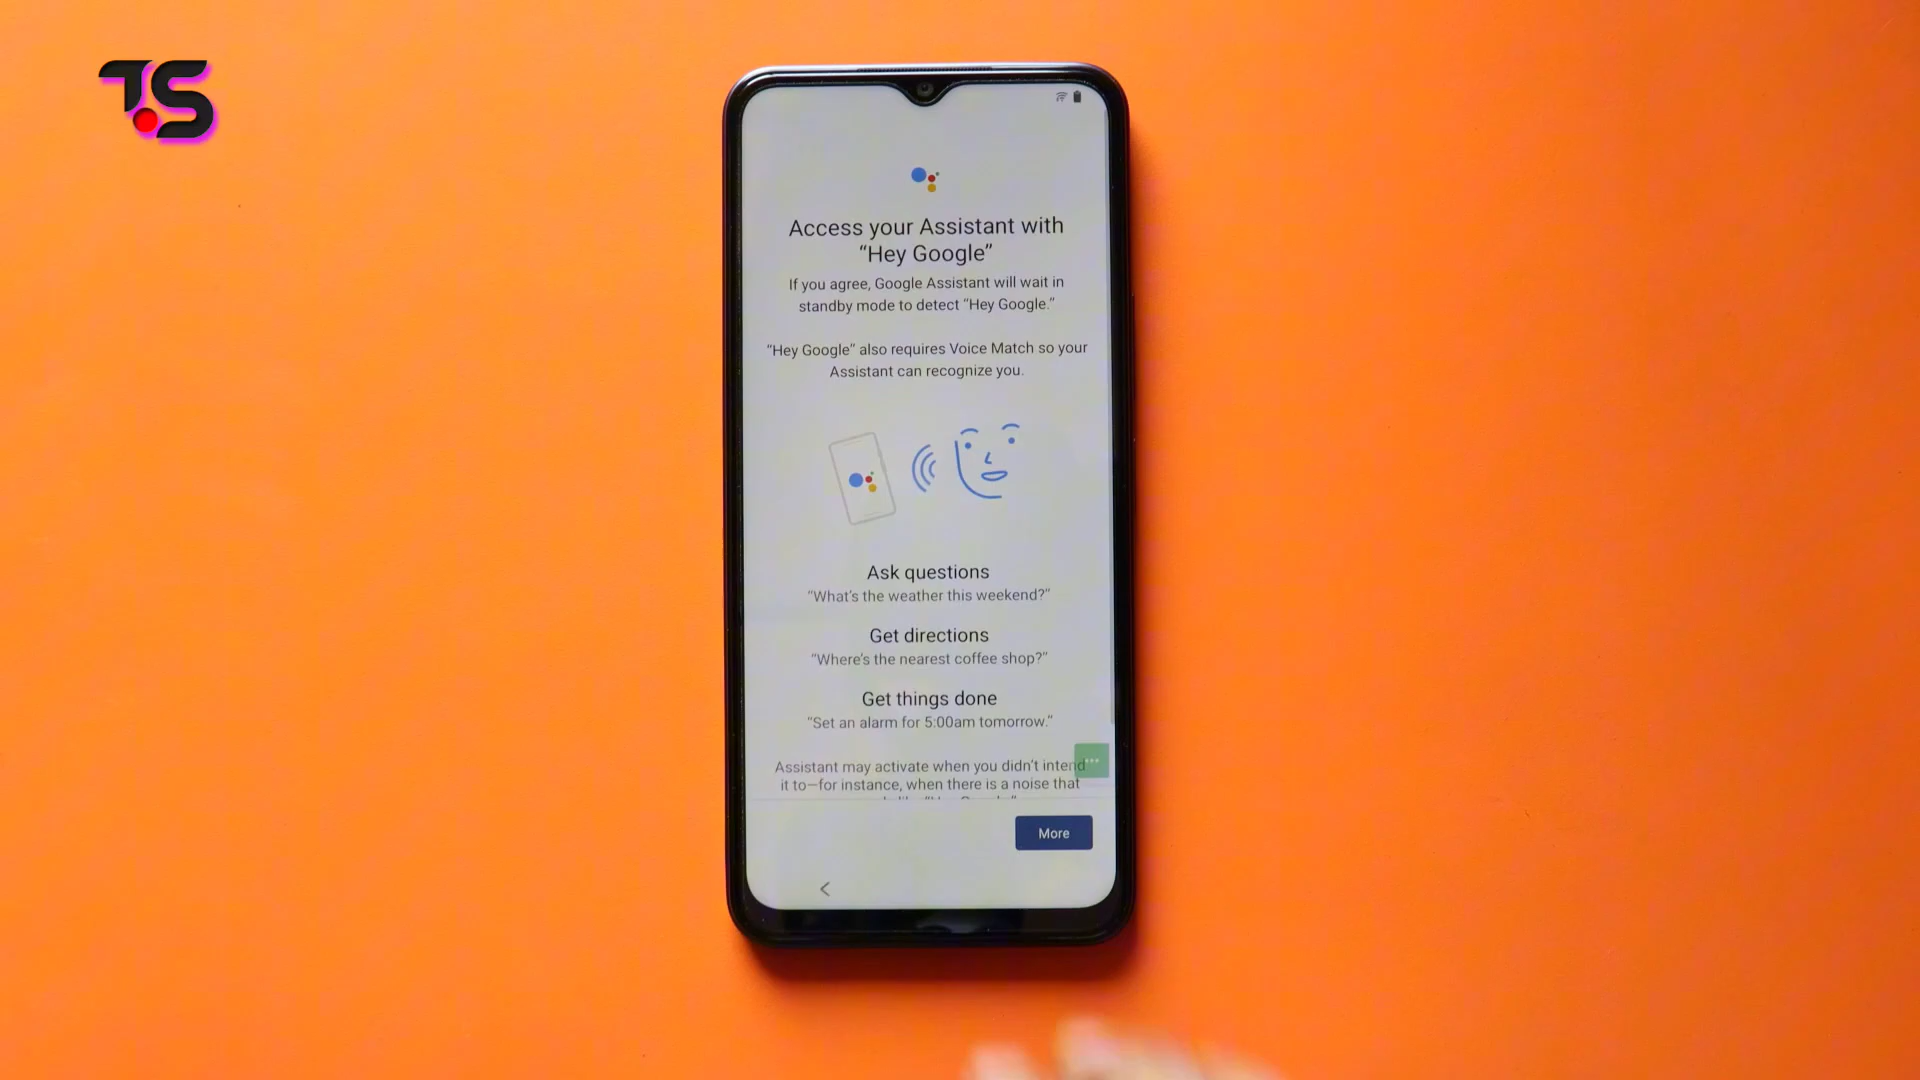 TS
Access your Assistant with
“Hey Google”
If you agree, Google Assistant will wait in
standby mode to detect “Hey Google.”
“Hey Google” also requires Voice Match so your
Assistant can recognize you.
Ask questions
“What's the weather this weekend?”
Get directions
“Where's the nearest coffee shop?”
Get things done
“Set an alarm for 5:00am tomorrow.”
Assistant may activate when you didn't intend
it to—for instance, when there is a noise that
More